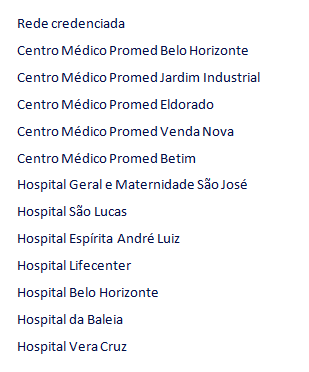 Rede credenciada
Centro Médico Promed Belo Horizonte
Centro Médico Promed Jardim Industrial
Centro Médico Promed Eldorado
Centro Médico Promed Venda Nova
Centro Médico Promed Betim
Hospital Geral e Maternidade São José
Hospital São Lucas
Hospital Espírita André Luiz
Hospital Lifecenter
Hospital Belo Horizonte
Hospital da Baleia
Hospital Vera Cruz